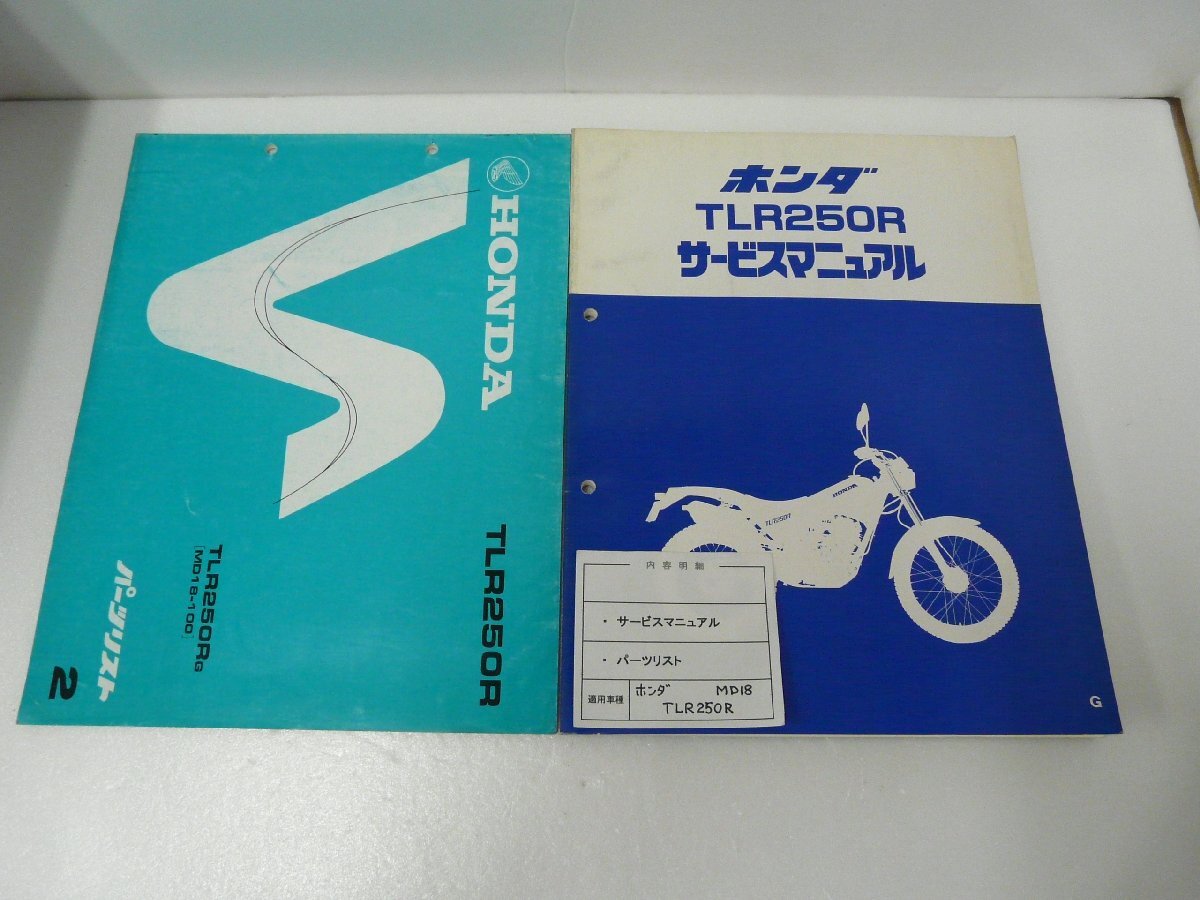 HONDA
TLR250R
TLR250RG
[MD18-100]
パーツリスト
2
ホンダ
TLR250R
サービスマニュアル
HONDA
TLR250R
G
内容明細
・サービスマニュアル
・パーツリスト
適用車種
ホンダ MD18
TLR250R